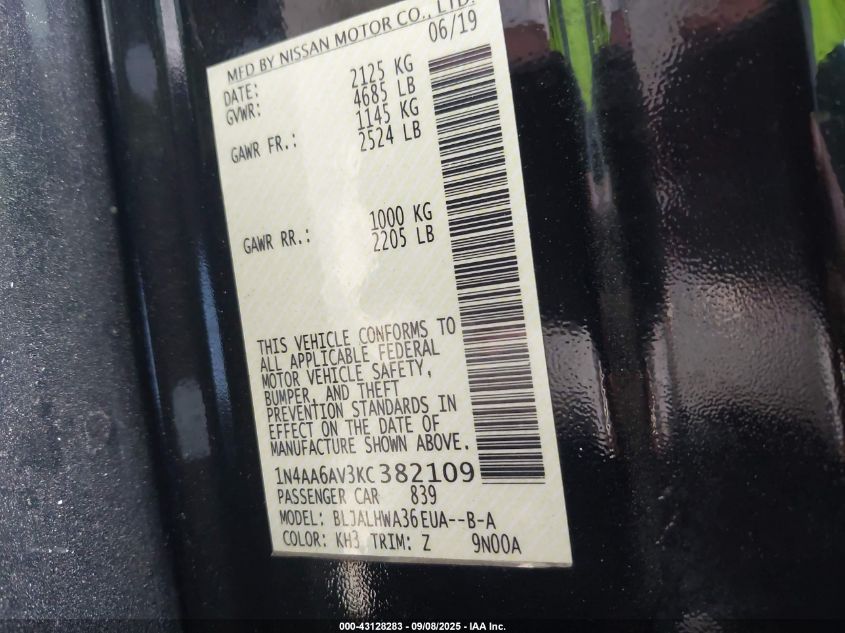 MFD BY NISSAN MOTOR CO., LTD.
DATE: 06/19
GVWR: 2125 KG
4685 LB
GAWR FR.: 1145 KG
2524 LB
GAWR RR.: 1000 KG
2205 LB
THIS VEHICLE CONFORMS TO
ALL APPLICABLE FEDERAL
MOTOR VEHICLE SAFETY,
BUMPER, AND THEFT
PREVENTION STANDARDS IN
EFFECT ON THE DATE OF
MANUFACTURE SHOWN ABOVE.
1N4AA6AV3KC382109
PASSENGER CAR 839
MODEL: BLJALHWA36EUA--B-A
COLOR: KH3 TRIM: Z 9N00A
000-43128283 - 09/08/2025 - IAA Inc.